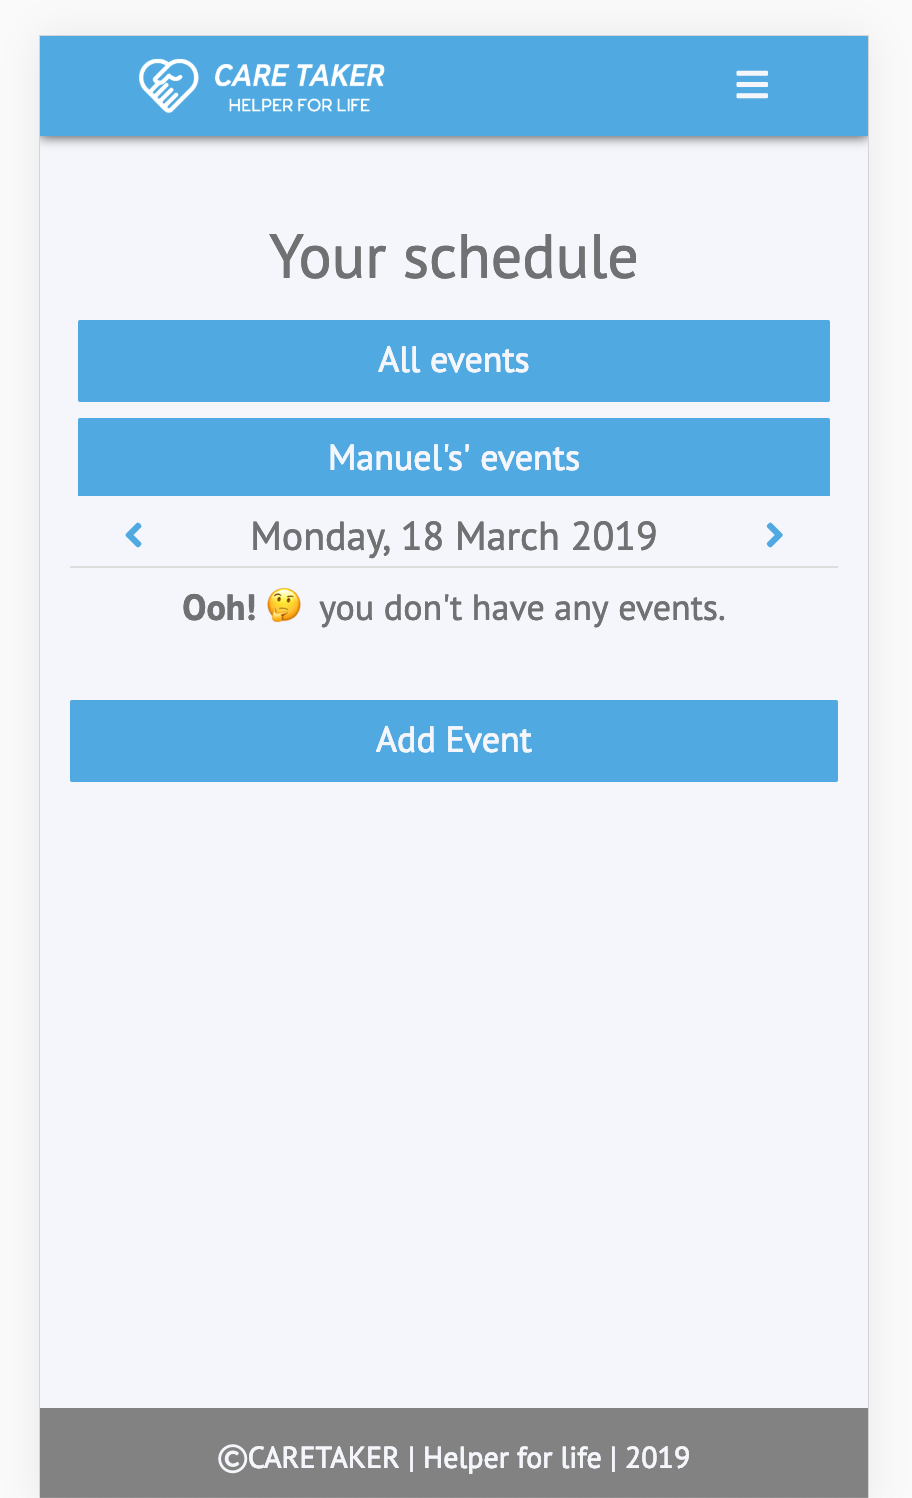 CARE TAKER
HELPER FOR LIFE
Your schedule
All events
Manuel's' events
Monday, 18 March 2019
Ooh! 🤔 you don't have any events.
Add Event
©CARETAKER | Helper for life | 2019